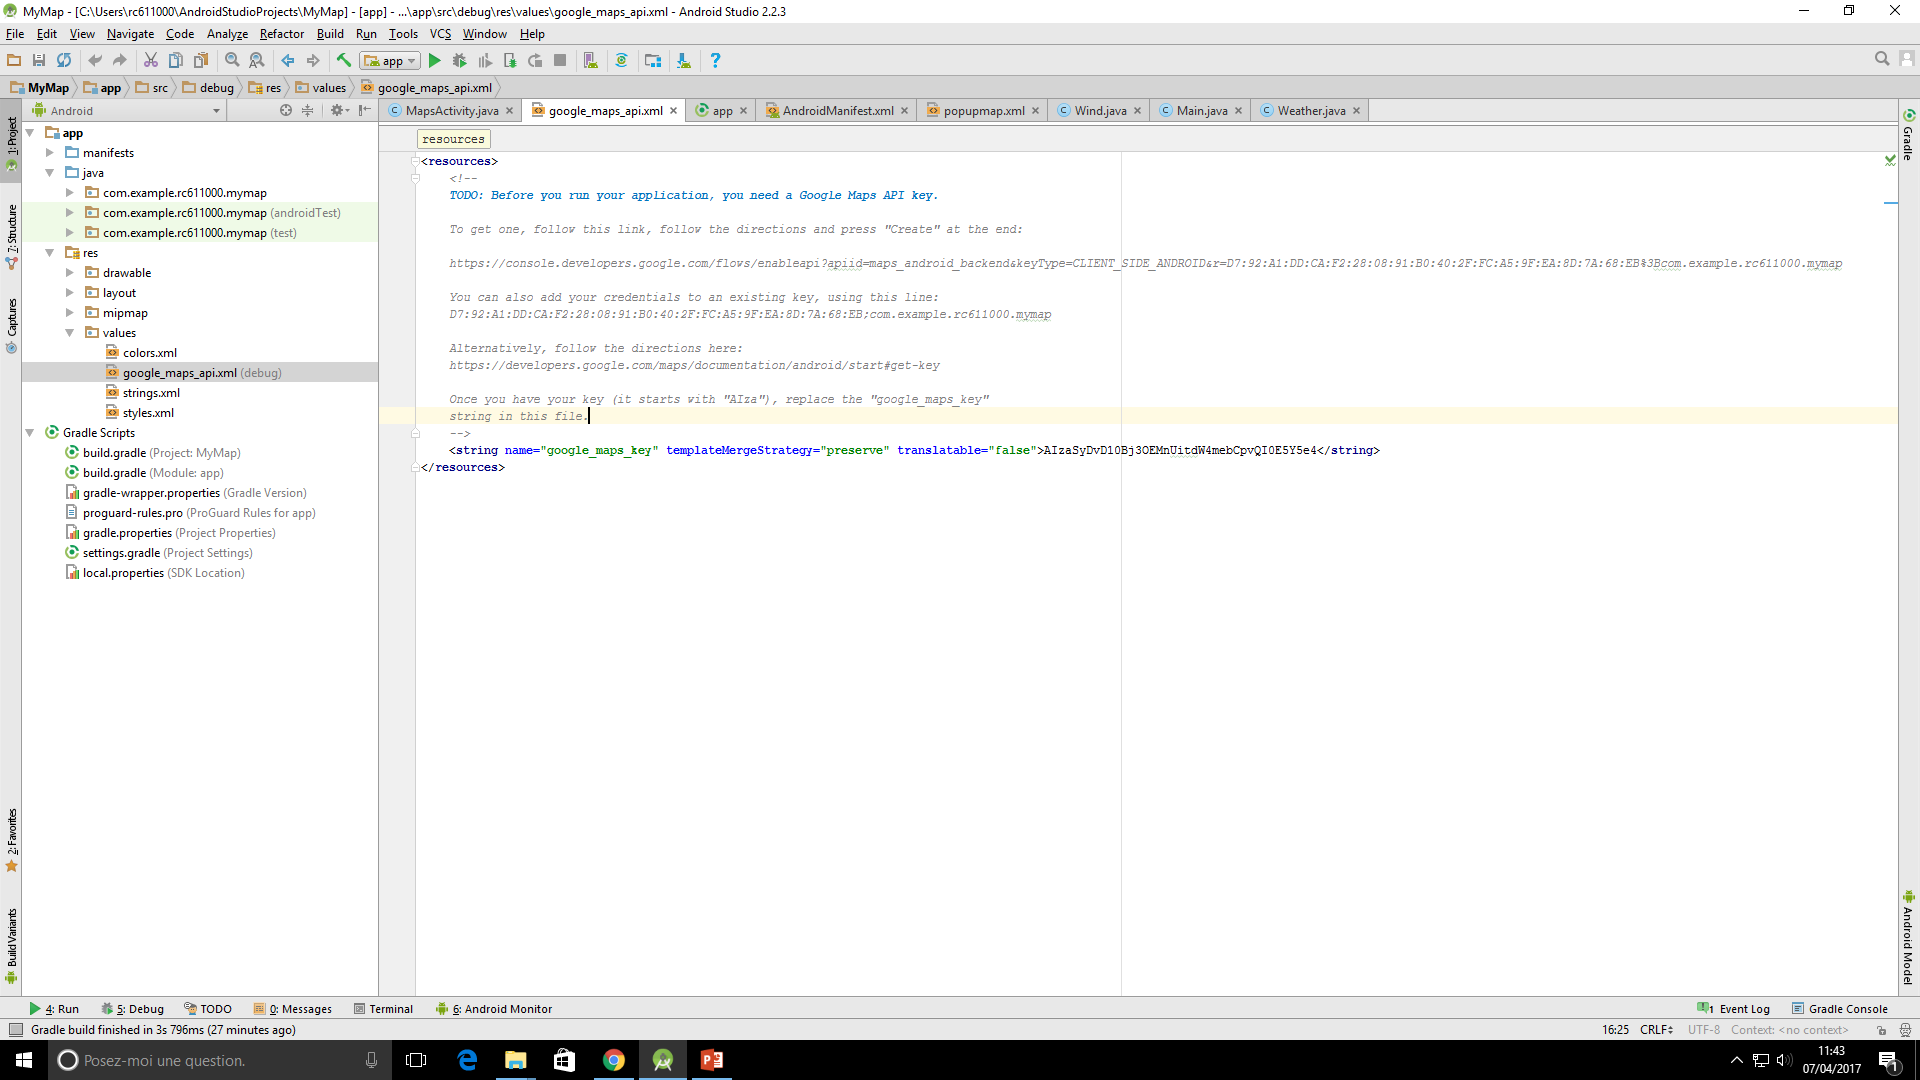 MyMap - [C:\Users\rc611000\AndroidStudioProjects\MyMap] - [app] - ...\app\src\debug\res\values\google_maps_api.xml - Android Studio 2.2.3
File Edit View Navigate Code Analyze Refactor Build Run Tools VCS Window Help
app
MyMap app src debug res values google_maps_api.xml
Android
MapsActivity.java google_maps_api.xml app AndroidManifest.xml popupmap.xml Wind.java Main.java Weather.java
1: Project
7: Structure
Captures
2: Favorites
Build Variants
app
manifests
java
com.example.rc611000.mymap
com.example.rc611000.mymap (androidTest)
com.example.rc611000.mymap (test)
res
drawable
layout
mipmap
values
colors.xml
google_maps_api.xml (debug)
strings.xml
styles.xml
Gradle Scripts
build.gradle (Project: MyMap)
build.gradle (Module: app)
gradle-wrapper.properties (Gradle Version)
proguard-rules.pro (ProGuard Rules for app)
gradle.properties (Project Properties)
settings.gradle (Project Settings)
local.properties (SDK Location)
resources
<resources>
<!--
TODO: Before you run your application, you need a Google Maps API key.
To get one, follow this link, follow the directions and press "Create" at the end:
https://console.developers.google.com/flows/enableapi?apiid=maps_android_backend&keyType=CLIENT_SIDE_ANDROID&r=D7:92:A1:DD:CA:F2:28:08:91:B0:40:2F:FC:A5:9F:EA:8D:7A:68:EB%3Bcom.example.rc611000.mymap
You can also add your credentials to an existing key, using this line:
D7:92:A1:DD:CA:F2:28:08:91:B0:40:2F:FC:A5:9F:EA:8D:7A:68:EB;com.example.rc611000.mymap
Alternatively, follow the directions here:
https://developers.google.com/maps/documentation/android/start#get-key
Once you have your key (it starts with "AIza"), replace the "google_maps_key"
string in this file.
-->
<string name="google_maps_key" templateMergeStrategy="preserve" translatable="false">AIzaSyDvD10Bj3OEMnUitdW4mebCpvQI0E5Y5e4</string>
</resources>
Gradle
Android Model
4: Run 5: Debug TODO 0: Messages Terminal 6: Android Monitor 1 Event Log Gradle Console
Gradle build finished in 3s 796ms (27 minutes ago) 16:25 CRLF UTF-8 Context: <no context>
Posez-moi une question.
11:43
07/04/2017
1